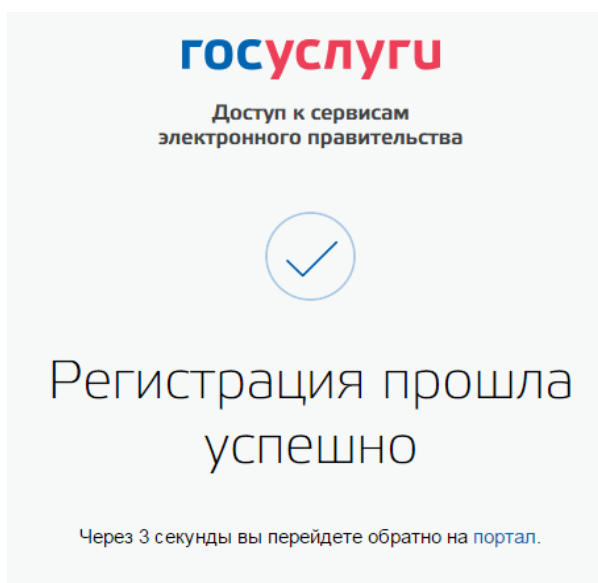 госуслуги
Доступ к сервисам
электронного правительства
Регистрация прошла
успешно
Через 3 секунды вы перейдете обратно на портал.